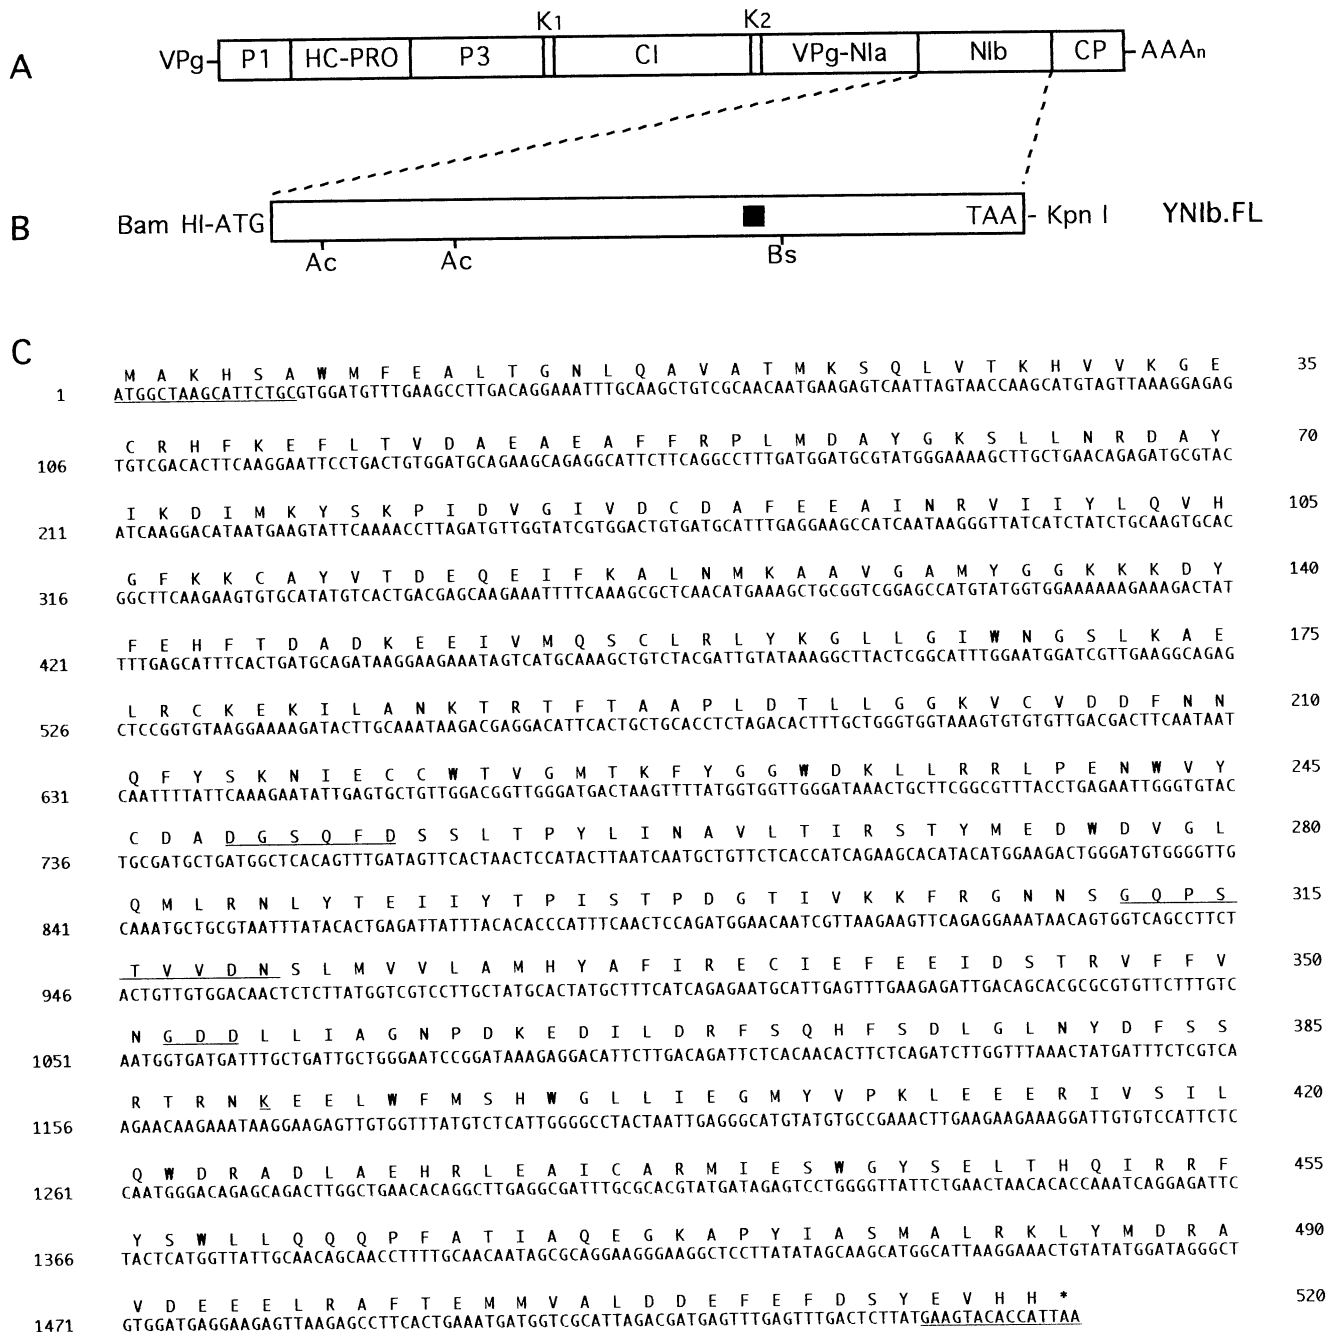 K1 K2
A VPg P1 HC-PRO P3 CI VPg-NIa NIb CP AAAn
B Bam HI-ATG TAA Kpn I YNIb.FL
Ac Ac Bs
C
M A K H S A W M F E A L T G N L Q A V A T M K S Q L V T K H V V K G E 35
1 ATGGCTAAGCATTCTGCGTGGATGTTTGAAGCCTTGACAGGAAATTTGCAAGCTGTCGCAACAATGAAGAGTCAATTAGTAACCAAGCATGTAGTTAAAGGAGAG
C R H F K E F L T V D A E A E A F F R P L M D A Y G K S L L N R D A Y 70
106 TGTCGACACTTCAAGGAATTCCTGACTGTGGATGCAGAAGCAGAGGCATTCTTCAGGCCTTTGATGGATGCGTATGGGAAAAGCTTGCTGAACAGAGATGCGTAC
I K D I M K Y S K P I D V G I V D C D A F E E A I N R V I I Y L Q V H 105
211 ATCAAGGACATAATGAAGTATTCAAAACCTTAGATGTTGGTATCGTGGACTGTGATGCATTTGAGGAAGCCATCAATAAGGGTTATCATCTATCTGCAAGTGCAC
G F K K C A Y V T D E Q E I F K A L N M K A A V G A M Y G G K K K D Y 140
316 GGCTTCAAGAAGTGTGCATATGTCACTGACGAGCAAGAAATTTTCAAAGCGCTCAACATGAAAGCTGCGGTCGGAGCCATGTATGGTGGAAAAAAGAAAGACTAT
F E H F T D A D K E E I V M Q S C L R L Y K G L L G I W N G S L K A E 175
421 TTTGAGCATTTCACTGATGCAGATAAGGAAGAAATAGTCATGCAAAGCTGTCTACGATTGTATAAAGGCTTACTCGGCATTTGGAATGGATCGTTGAAGGCAGAG
L R C K E K I L A N K T R T F T A A P L D T L L G G K V C V D D F N N 210
526 CTCCGGTGTAAGGAAAAGATACTTGCAAATAAGACGAGGACATTCACTGCTGCACCTCTAGACACTTTGCTGGGTGGTAAAGTGTGTGTTGACGACTTCAATAAT
Q F Y S K N I E C C W T V G M T K F Y G G W D K L L R R L P E N W V Y 245
631 CAATTTTATTCAAAGAATATTGAGTGCTGTTGGACGGTTGGGATGACTAAGTTTTATGGTGGTTGGGATAAACTGCTTCGGCGTTTACCTGAGAATTGGGTGTAC
C D A D G S Q F D S S L T P Y L I N A V L T I R S T Y M E D W D V G L 280
736 TGCGATGCTGATGGCTCACAGTTTGATAGTTCACTAACTCCATACTTAATCAATGCTGTTCTCACCATCAGAAGCACATACATGGAAGACTGGGATGTGGGGTTG
Q M L R N L Y T E I I Y T P I S T P D G T I V K K F R G N N S G Q P S 315
841 CAAATGCTGCGTAATTTATACACTGAGATTATTTACACACCCATTTCAACTCCAGATGGAACAATCGTTAAGAAGTTCAGAGGAAATAACAGTGGTCAGCCTTCT
T V V D N S L M V V L A M H Y A F I R E C I E F E E I D S T R V F F V 350
946 ACTGTTGTGGACAACTCTCTTATGGTCGTCCTTGCTATGCACTATGCTTTCATCAGAGAATGCATTGAGTTTGAAGAGATTGACAGCACGCGCGTGTTCTTTGTC
N G D D L L I A G N P D K E D I L D R F S Q H F S D L G L N Y D F S S 385
1051 AATGGTGATGATTTGCTGATTGCTGGGAATCCGGATAAAGAGGACATTCTTGACAGATTCTCACAACACTTCTCAGATCTTGGTTTAAACTATGATTTCTCGTCA
R T R N K E E L W F M S H W G L L I E G M Y V P K L E E E R I V S I L 420
1156 AGAACAAGAAATAAGGAAGAGTTGTGGTTTATGTCTCATTGGGGCCTACTAATTGAGGGCATGTATGTGCCGAAACTTGAAGAAGAAAGGATTGTGTCCATTCTC
Q W D R A D L A E H R L E A I C A R M I E S W G Y S E L T H Q I R R F 455
1261 CAATGGGACAGAGCAGACTTGGCTGAACACAGGCTTGAGGCGATTTGCGCACGTATGATAGAGTCCTGGGGTTATTCTGAACTAACACACCAAATCAGGAGATTC
Y S W L L Q Q Q P F A T I A Q E G K A P Y I A S M A L R K L Y M D R A 490
1366 TACTCATGGTTATTGCAACAGCAACCTTTTGCAACAATAGCGCAGGAAGGGAAGGCTCCTTATATAGCAAGCATGGCATTAAGGAAACTGTATATGGATAGGGCT
V D E E E L R A F T E M M V A L D D E F E F D S Y E V H H * 520
1471 GTGGATGAGGAAGAGTTAAGAGCCTTCACTGAAATGATGGTCGCATTAGACGATGAGTTTGAGTTTGACTCTTATGAAGTACACCATTAA